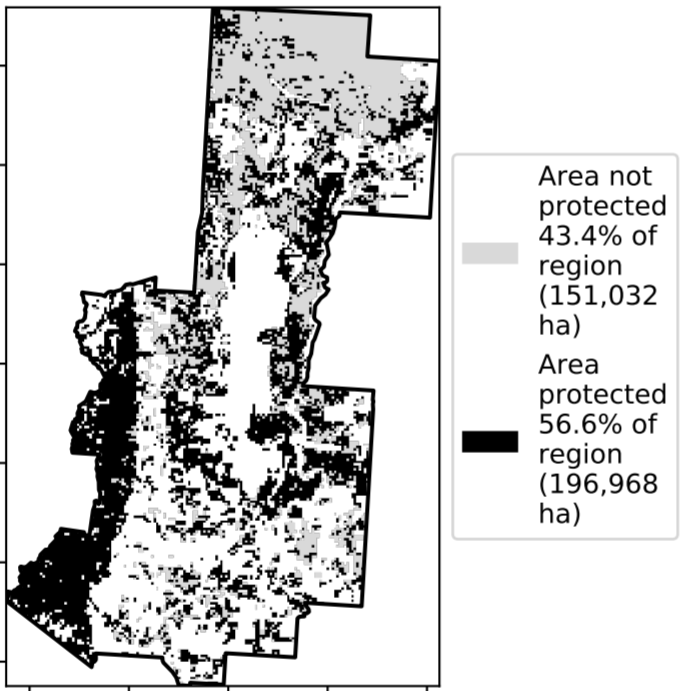 Area not
protected
43.4% of
region
(151,032
ha)
Area
protected
56.6% of
region
(196,968
ha)